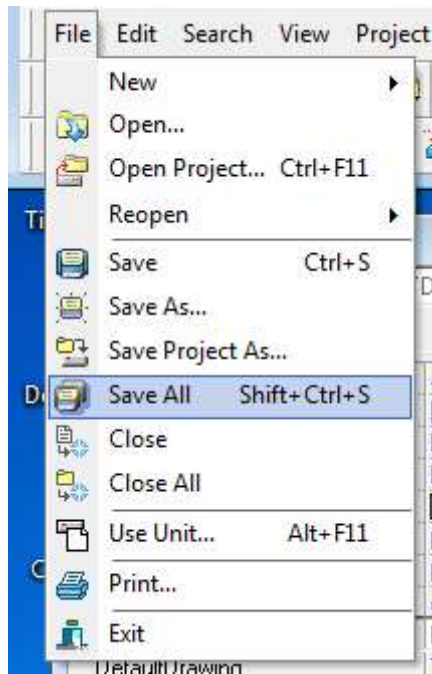 File Edit Search View Project
New
Open...
Open Project... Ctrl+F11
Reopen
Save Ctrl+S
Save As...
Save Project As...
Save All Shift+Ctrl+S
Close
Close All
Use Unit... Alt+F11
Print...
Exit
DefaultDrawing